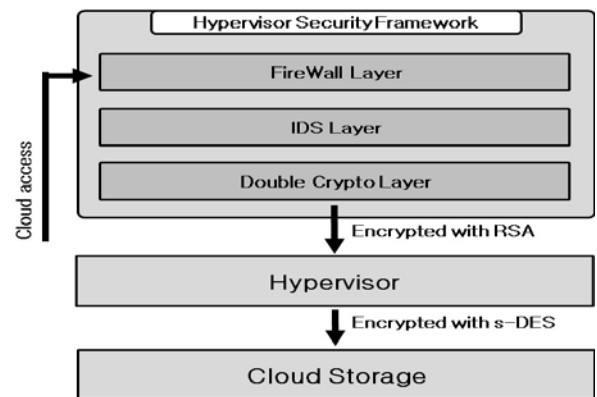 Hypervisor Security Framework
FireWall Layer
IDS Layer
Double Crypto Layer
Cloud access
Encrypted with RSA
Hypervisor
Encrypted with s-DES
Cloud Storage